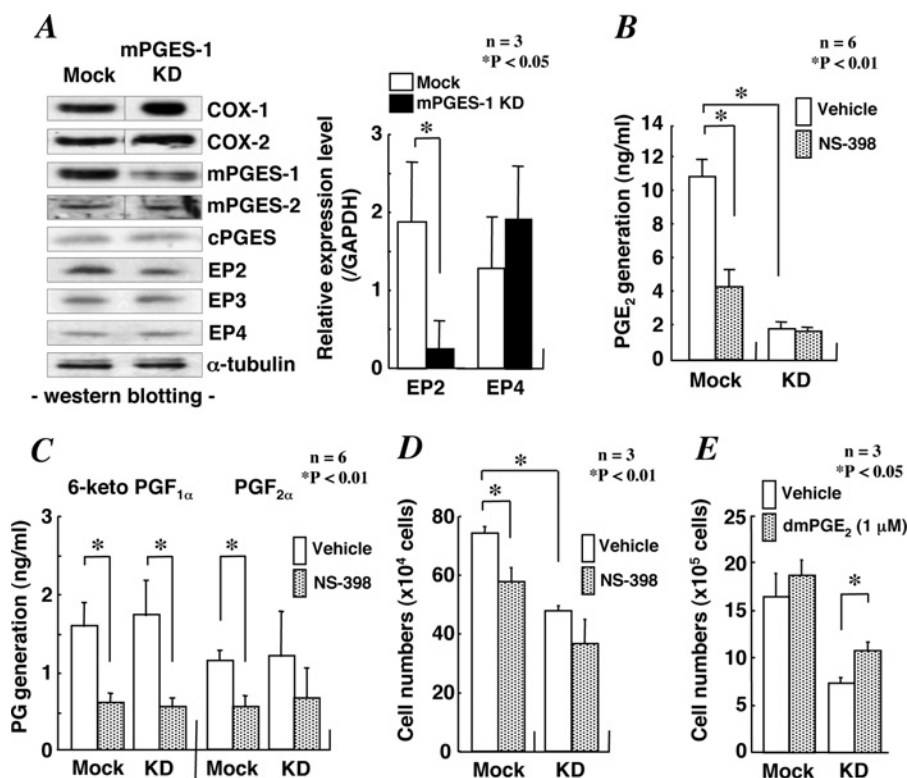 A
mPGES-1
Mock KD
COX-1
COX-2
mPGES-1
mPGES-2
cPGES
EP2
EP3
EP4
α-tubulin
- western blotting -
n = 3
*P < 0.05
Mock
mPGES-1 KD
Relative expression level
(/GAPDH)
3
2
1
0
*
EP2 EP4
B
n = 6
*P < 0.01
Vehicle
NS-398
PGE₂ generation (ng/ml)
14
12
10
8
6
4
2
0
*
*
Mock KD
C
n = 6
*P < 0.01
6-keto PGF₁α PGF₂α
Vehicle
NS-398
PG generation (ng/ml)
3
2
1
0
* * *
Mock KD Mock KD
D
n = 3
*P < 0.01
Vehicle
NS-398
Cell numbers (x10⁴ cells)
80
60
40
20
0
*
*
Mock KD
E
n = 3
*P < 0.05
Vehicle
dmPGE₂ (1 μM)
Cell numbers (x10⁵ cells)
25
20
15
10
5
0
*
Mock KD